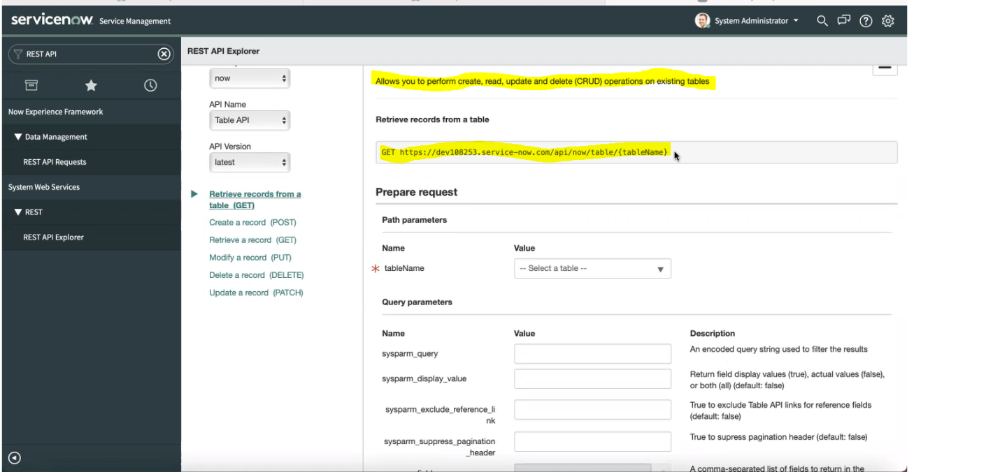 servicenow. Service Management
System Administrator
REST API
Now Experience Framework
Data Management
REST API Requests
System Web Services
REST
REST API Explorer
REST API Explorer
now
API Name
Table API
API Version
latest
Retrieve records from a
table (GET)
Create a record (POST)
Retrieve a record (GET)
Modify a record (PUT)
Delete a record (DELETE)
Update a record (PATCH)
Allows you to perform create, read, update and delete (CRUD) operations on existing tables
Retrieve records from a table
GET https://dev108253.service-now.com/api/now/table/{tableName}
Prepare request
Path parameters
Name Value
* tableName -- Select a table --
Query parameters
Name Value Description
sysparm_query An encoded query string used to filter the results
sysparm_display_value Return field display values (true), actual values (false),
or both (all) (default: false)
sysparm_exclude_reference_li True to exclude Table API links for reference fields
nk (default: false)
sysparm_suppress_pagination True to supress pagination header (default: false)
_header
A comma-separated list of fields to return in the